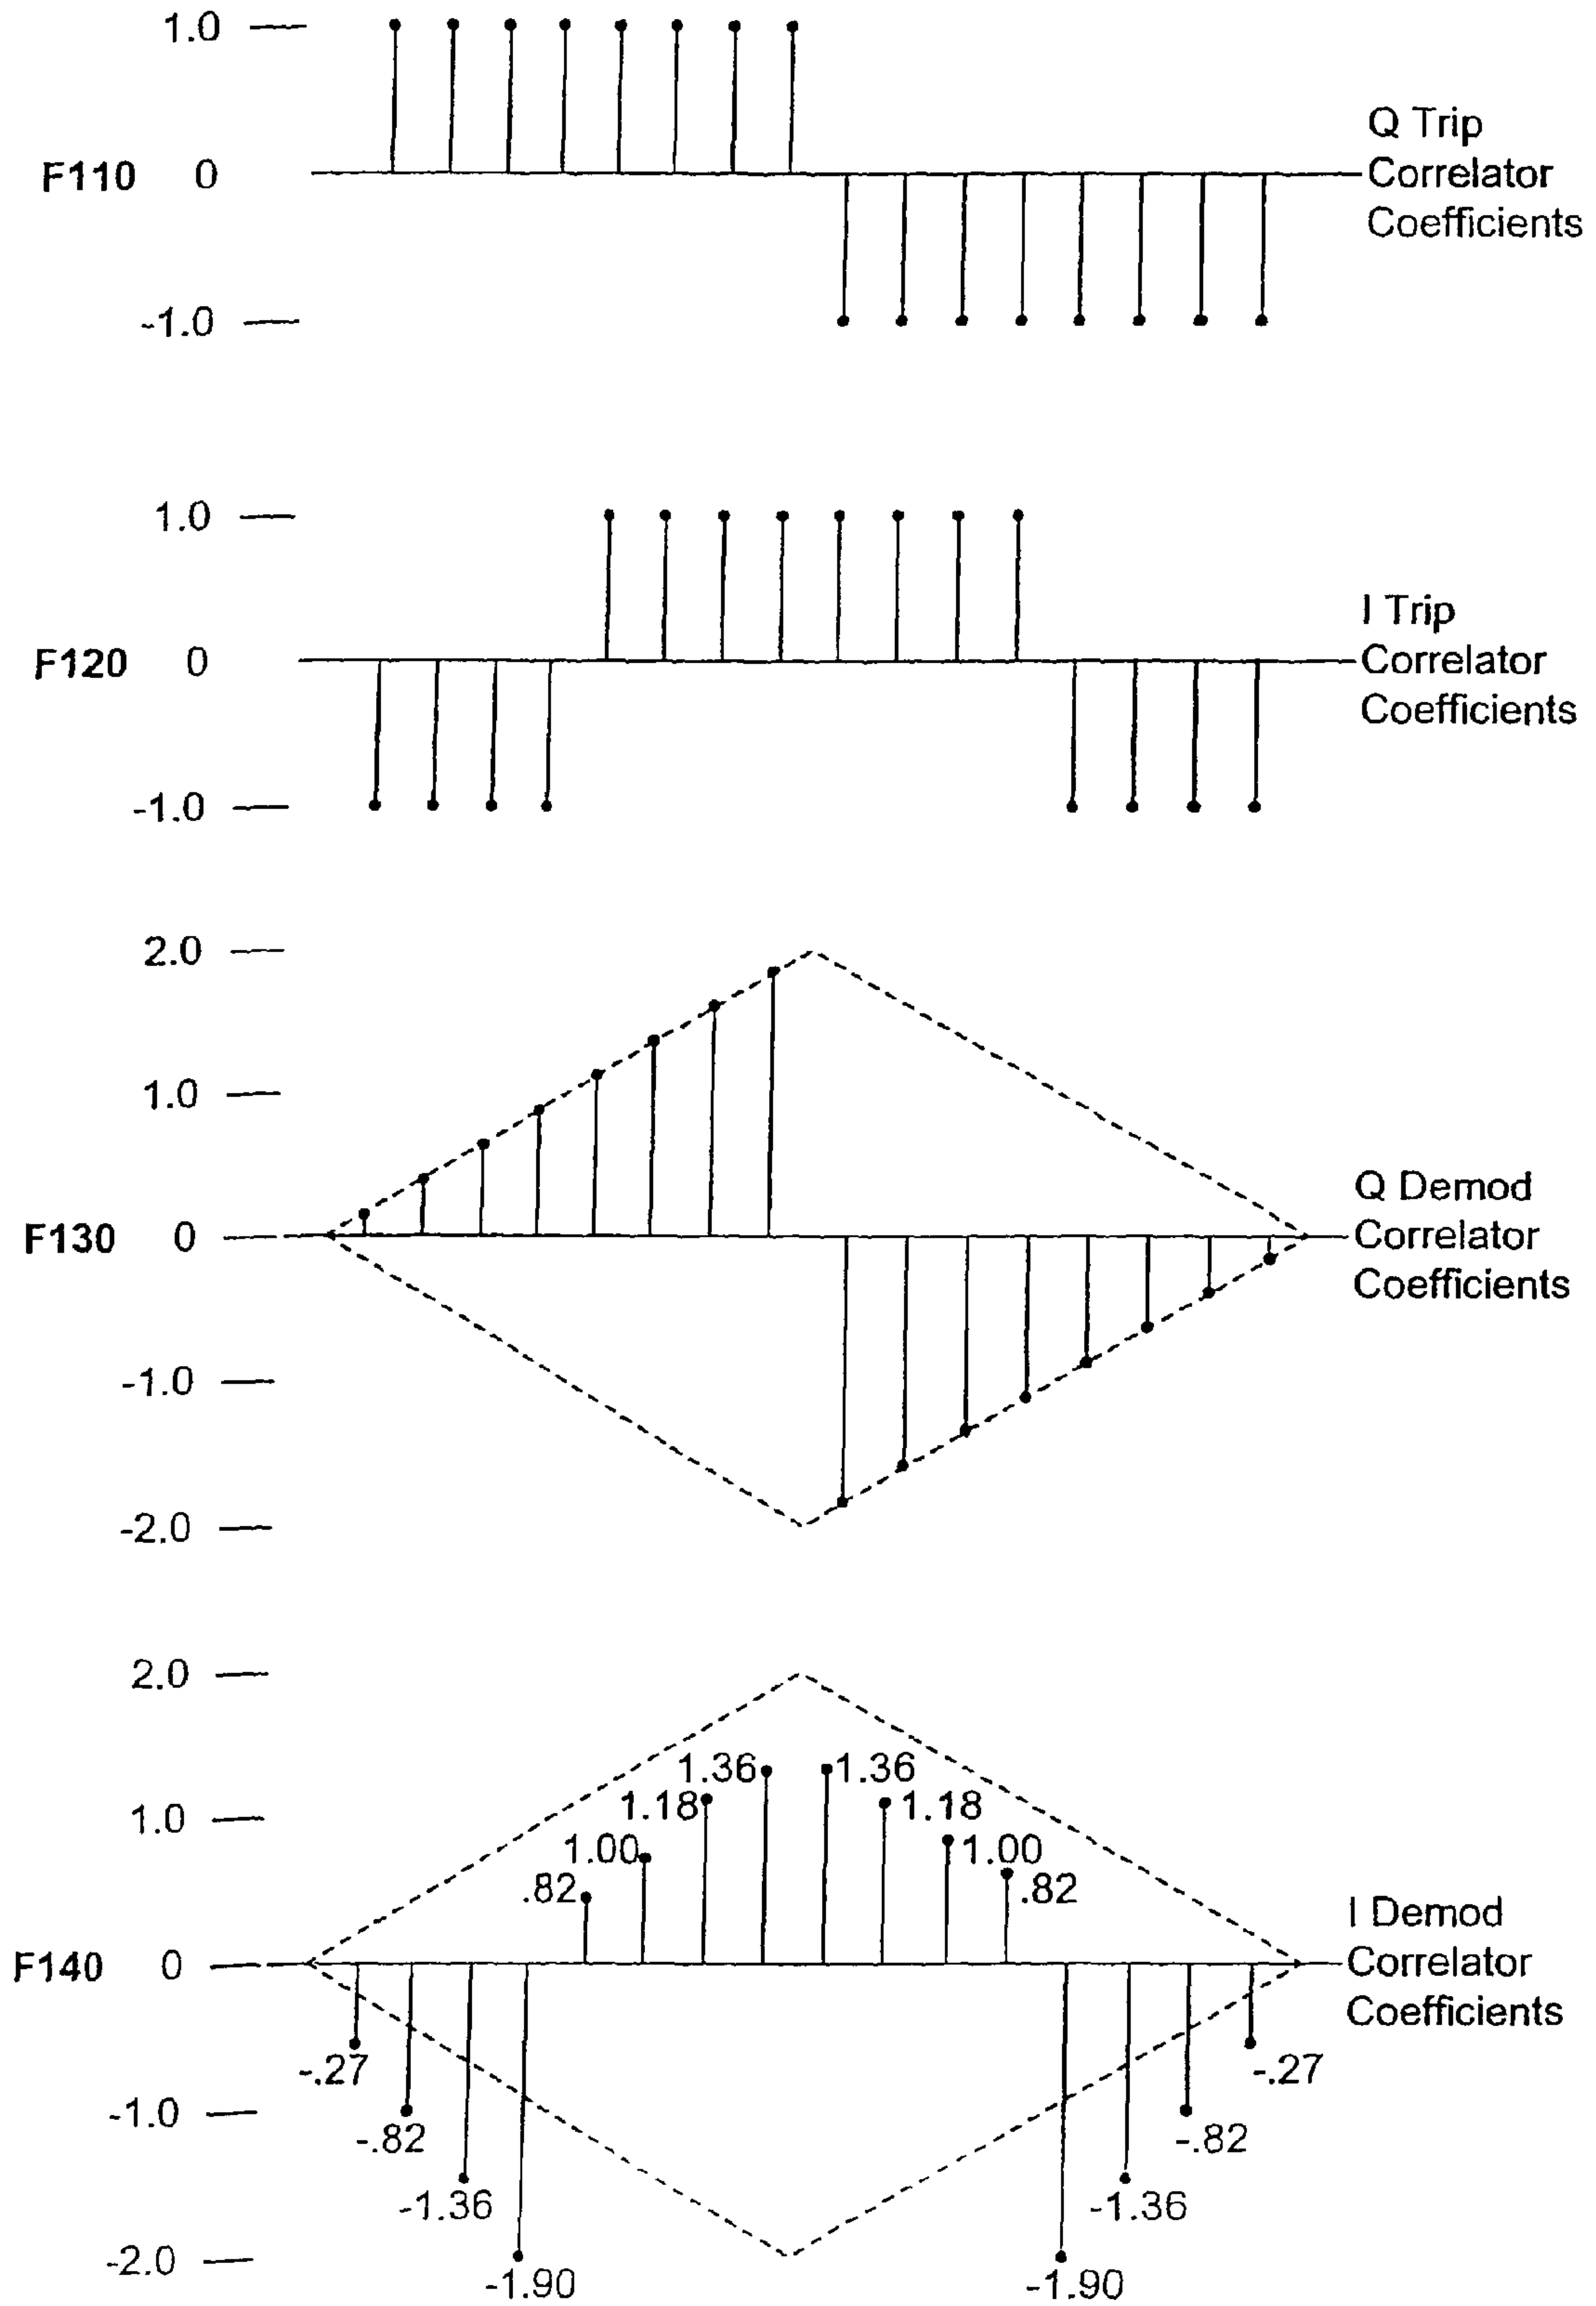 1.0
Q Trip
F110 0 Correlator
Coefficients
-1.0
1.0
I Trip
F120 0 Correlator
Coefficients
-1.0
2.0
1.0
Q Demod
F130 0 Correlator
Coefficients
-1.0
-2.0
2.0
1.36 1.36
1.0 1.18 1.18
1.00 1.00
.82 .82
I Demod
F140 0 Correlator
Coefficients
-.27 -.27
-1.0
-.82 -.82
-1.36 -1.36
-2.0
-1.90 -1.90